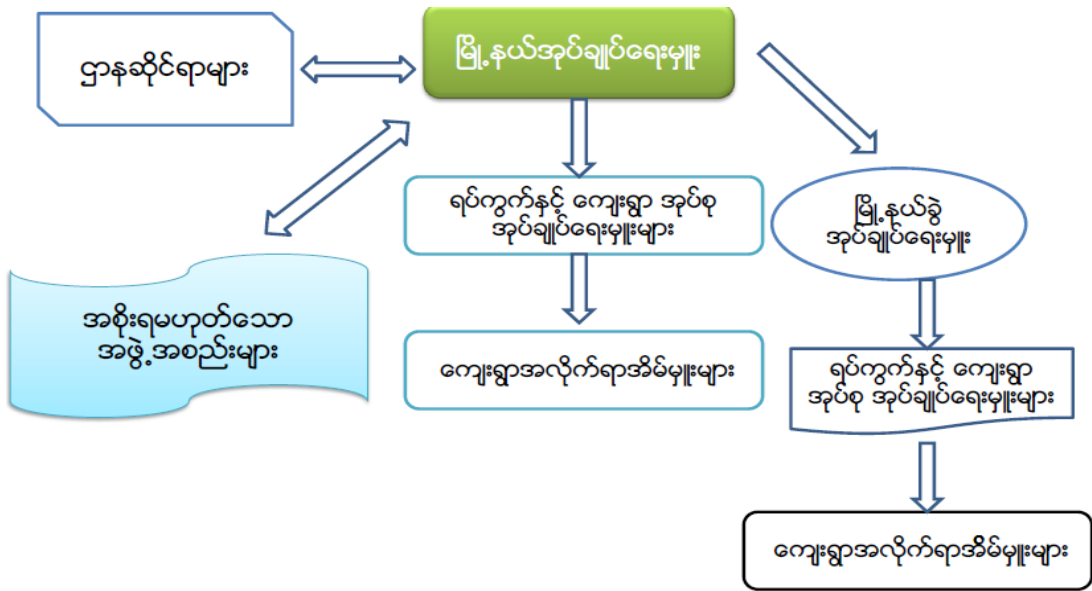 ဌာနဆိုင်ရာများ
မြို့နယ်အုပ်ချုပ်ရေးမှူး
ရပ်ကွက်နှင့် ကျေးရွာ အုပ်စု
အုပ်ချုပ်ရေးမှူးများ
မြို့နယ်ခွဲ
အုပ်ချုပ်ရေးမှူး
အစိုးရမဟုတ်သော
အဖွဲ့အစည်းများ
ကျေးရွာအလိုက်ရာအိမ်မှူးများ
ရပ်ကွက်နှင့် ကျေးရွာ
အုပ်စု အုပ်ချုပ်ရေးမှူးများ
ကျေးရွာအလိုက်ရာအိမ်မှူးများ